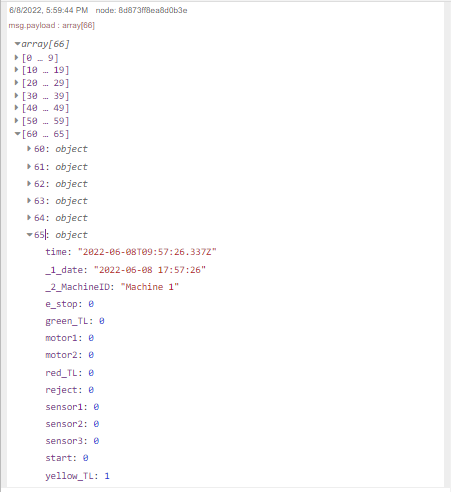 6/8/2022, 5:59:44 PM node: 8d873ff8ea8d0b3e
msg.payload : array[66]
array[66]
[0 … 9]
[10 … 19]
[20 … 29]
[30 … 39]
[40 … 49]
[50 … 59]
[60 … 65]
60: object
61: object
62: object
63: object
64: object
65: object
time: "2022-06-08T09:57:26.337Z"
_1_date: "2022-06-08 17:57:26"
_2_MachineID: "Machine 1"
e_stop: 0
green_TL: 0
motor1: 0
motor2: 0
red_TL: 0
reject: 0
sensor1: 0
sensor2: 0
sensor3: 0
start: 0
yellow_TL: 1